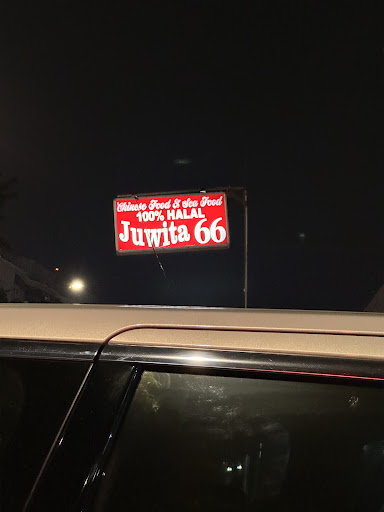 Chinese Food & Sea Food
100% HALAL
Juwita 66